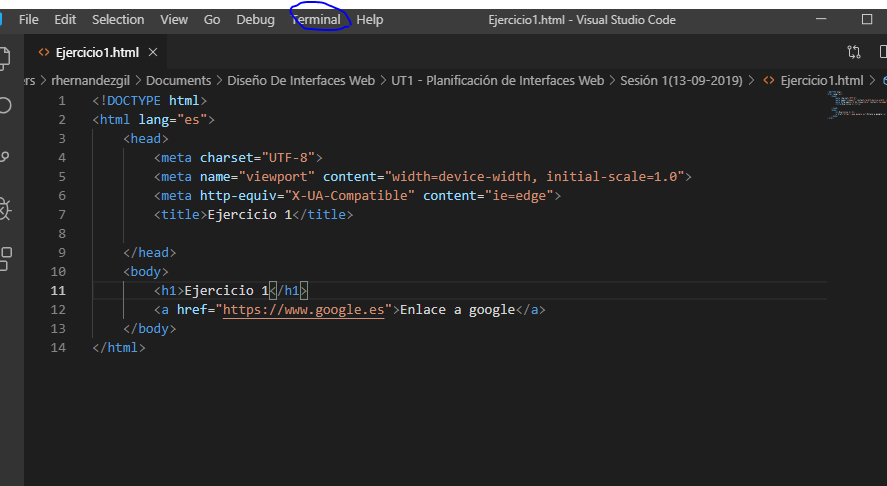 File Edit Selection View Go Debug Terminal Help Ejercicio1.html - Visual Studio Code
<> Ejercicio1.html ×
ers > rhernandezgil > Documents > Diseño De Interfaces Web > UT1 - Planificación de Interfaces Web > Sesión 1(13-09-2019) > <> Ejercicio1.html >
1 <!DOCTYPE html>
2 <html lang="es">
3 <head>
4 <meta charset="UTF-8">
5 <meta name="viewport" content="width=device-width, initial-scale=1.0">
6 <meta http-equiv="X-UA-Compatible" content="ie=edge">
7 <title>Ejercicio 1</title>
8
9 </head>
10 <body>
11 <h1>Ejercicio 1</h1>
12 <a href="https://www.google.es">Enlace a google</a>
13 </body>
14 </html>